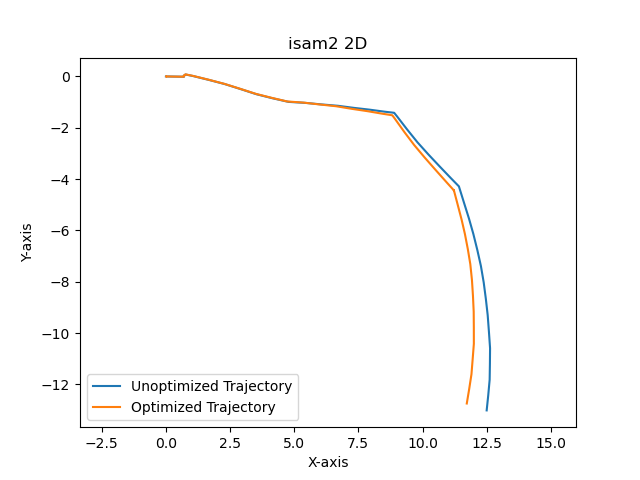 isam2 2D
0
−2
−4
−6
−8
−10
−12
Y-axis
Unoptimized Trajectory
Optimized Trajectory
−2.5 0.0 2.5 5.0 7.5 10.0 12.5 15.0
X-axis